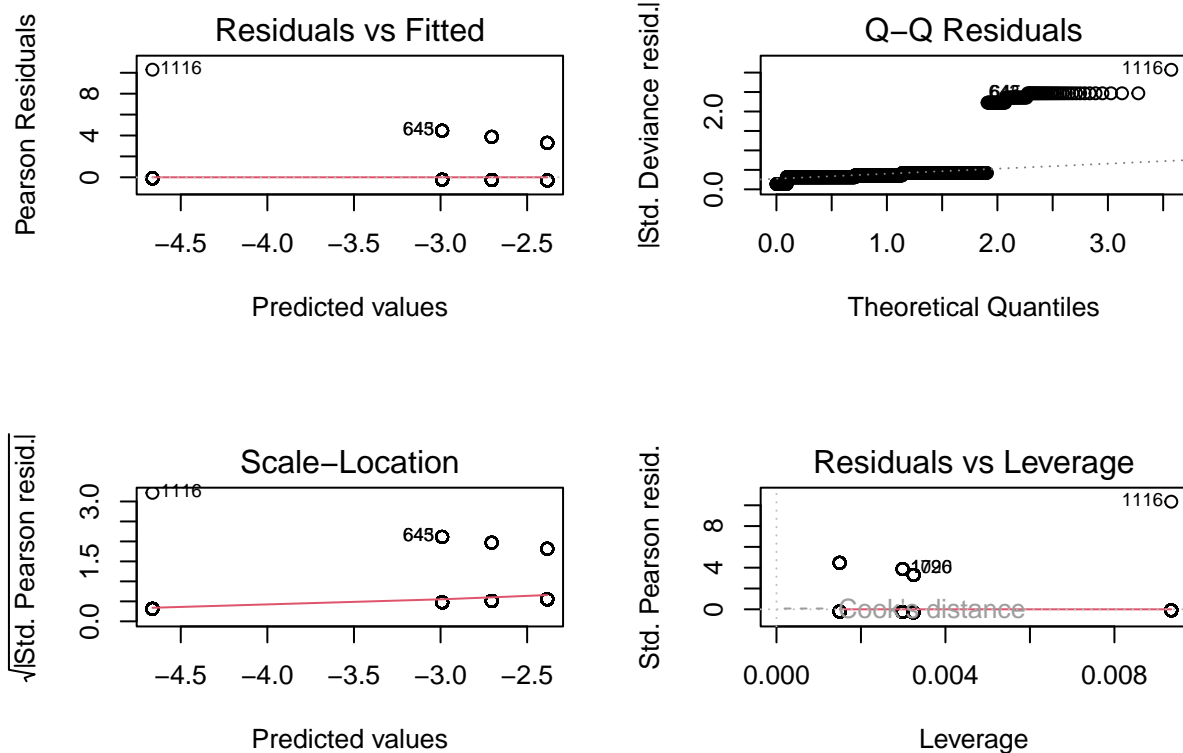 Residuals vs Fitted
Pearson Residuals
8
4
0
1116
645
−4.5 −4.0 −3.5 −3.0 −2.5
Predicted values
Q−Q Residuals
|Std. Deviance resid.|
2.0
0.0
1116
0.0 1.0 2.0 3.0
Theoretical Quantiles
Scale−Location
√|Std. Pearson resid.|
3.0
1.5
0.0
1116
645
−4.5 −4.0 −3.5 −3.0 −2.5
Predicted values
Residuals vs Leverage
Std. Pearson resid.
8
4
0
1116
Cook's distance
0.000 0.004 0.008
Leverage